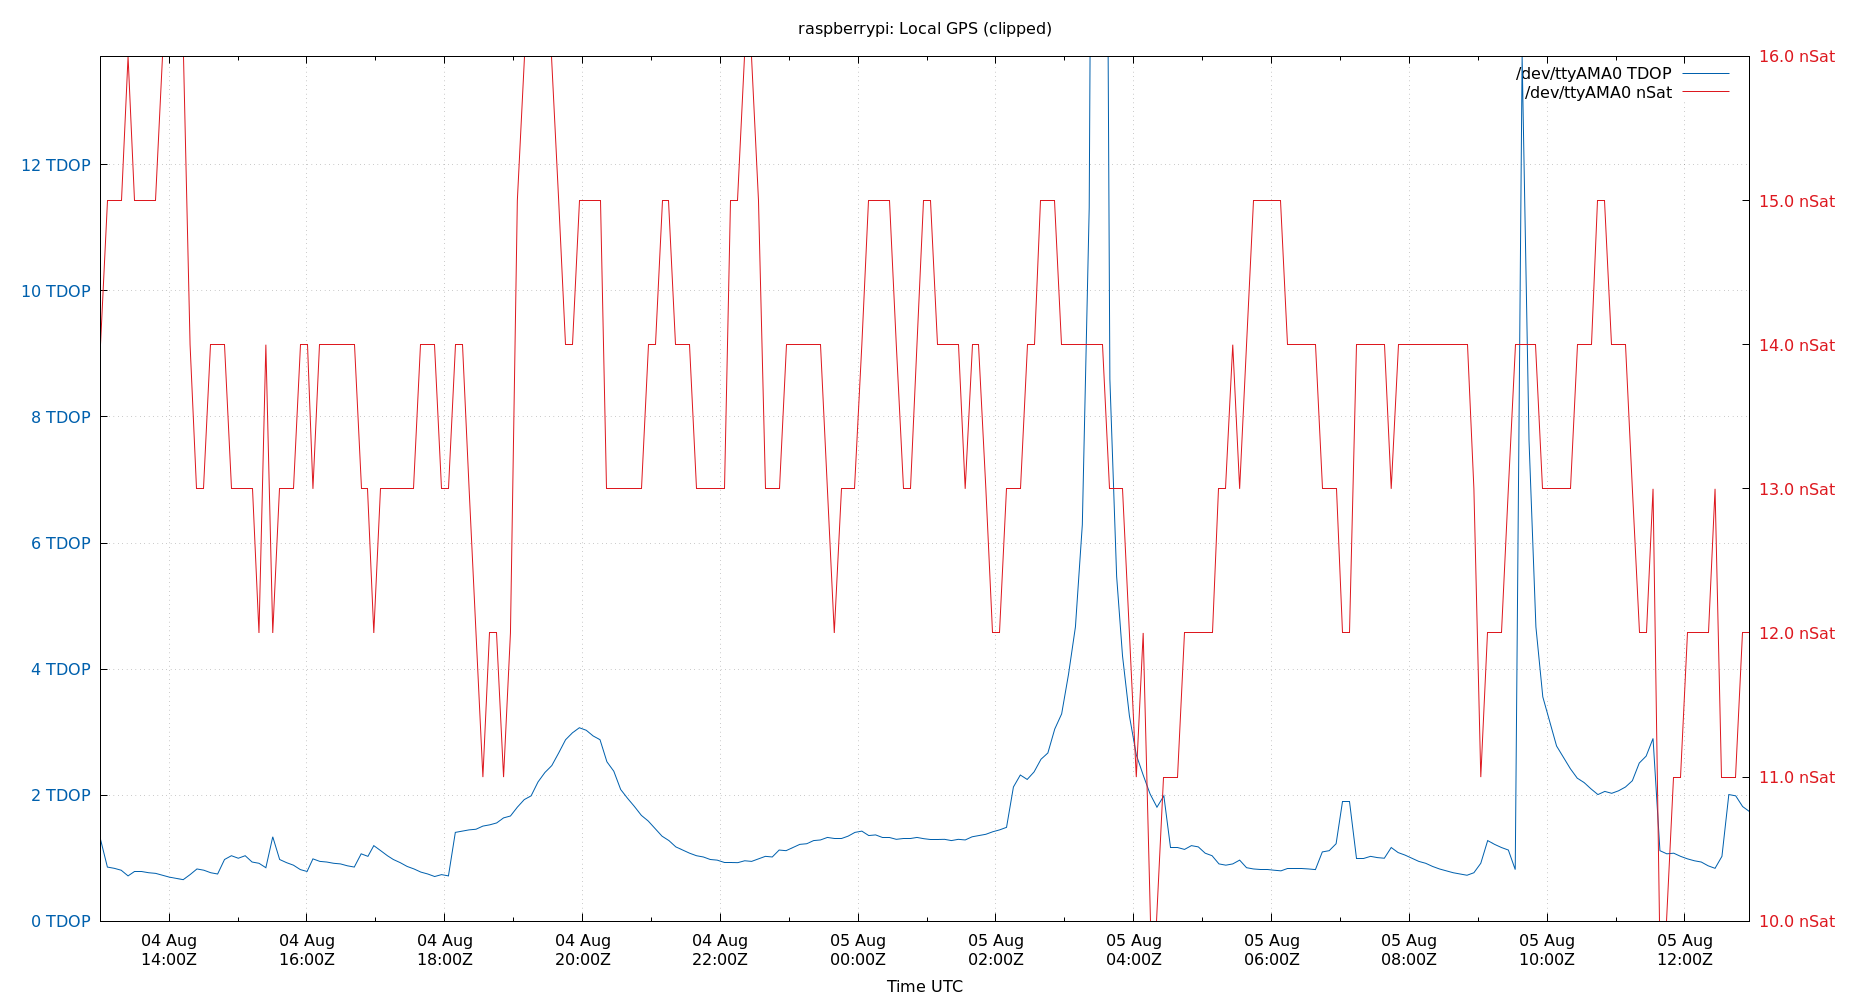 raspberrypi: Local GPS (clipped)
16.0 nSat
/dev/ttyAMA0 TDOP
/dev/ttyAMA0 nSat
12 TDOP
15.0 nSat
10 TDOP
14.0 nSat
8 TDOP
13.0 nSat
6 TDOP
12.0 nSat
4 TDOP
11.0 nSat
2 TDOP
0 TDOP
10.0 nSat
04 Aug
14:00Z
04 Aug
16:00Z
04 Aug
18:00Z
04 Aug
20:00Z
04 Aug
22:00Z
05 Aug
00:00Z
05 Aug
02:00Z
05 Aug
04:00Z
05 Aug
06:00Z
05 Aug
08:00Z
05 Aug
10:00Z
05 Aug
12:00Z
Time UTC